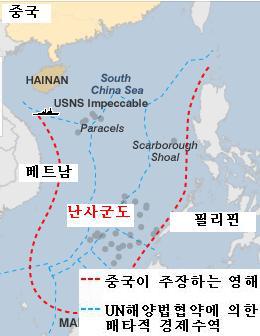 중국
HAINAN
South
China Sea
USNS Impeccable
Paracels
Scarborough
Shoal
베트남
난사군도
필리핀
중국이 주장하는 영해
UN해양법협약에 의한
배타격 경제수역